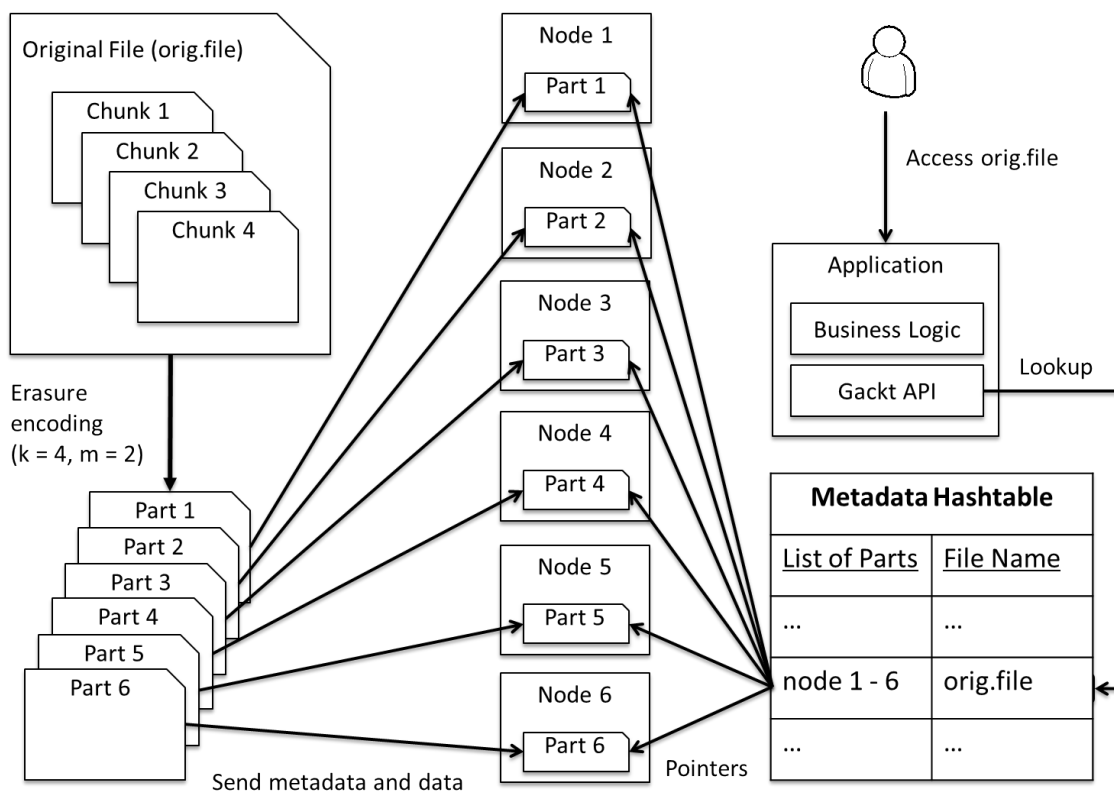 Original File (orig.file)
Chunk 1
Chunk 2
Chunk 3
Chunk 4
Erasure
encoding
(k = 4, m = 2)
Part 1
Part 2
Part 3
Part 4
Part 5
Part 6
Send metadata and data
Node 1
Part 1
Node 2
Part 2
Node 3
Part 3
Node 4
Part 4
Node 5
Part 5
Node 6
Part 6
Pointers
Access orig.file
Application
Business Logic
Gackt API
Lookup
Metadata Hashtable
List of Parts File Name
... ...
node 1 - 6 orig.file
... ...